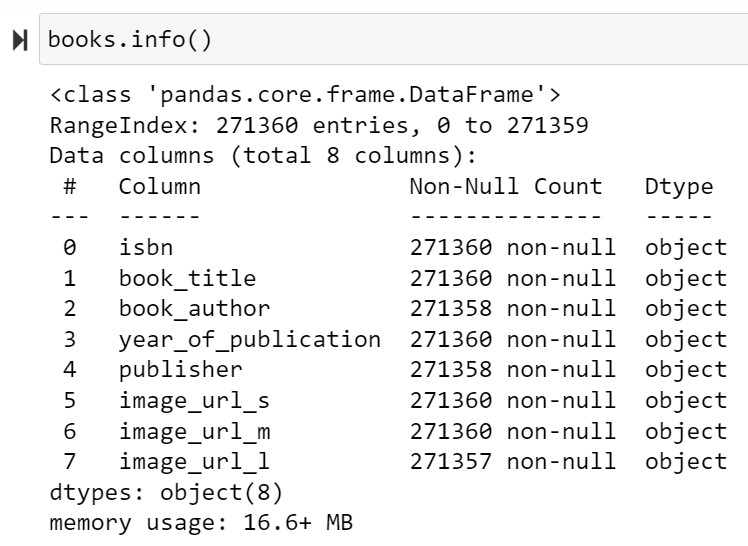 books.info()
<class 'pandas.core.frame.DataFrame'>
RangeIndex: 271360 entries, 0 to 271359
Data columns (total 8 columns):
 #   Column               Non-Null Count   Dtype
---  ------               --------------   -----
 0   isbn                 271360 non-null  object
 1   book_title           271360 non-null  object
 2   book_author          271358 non-null  object
 3   year_of_publication  271360 non-null  object
 4   publisher            271358 non-null  object
 5   image_url_s          271360 non-null  object
 6   image_url_m          271360 non-null  object
 7   image_url_l          271357 non-null  object
dtypes: object(8)
memory usage: 16.6+ MB